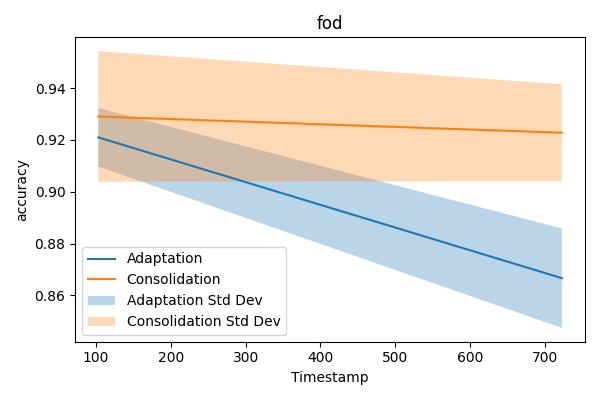 fod
accuracy
0.94
0.92
0.90
0.88
0.86
Adaptation
Consolidation
Adaptation Std Dev
Consolidation Std Dev
100 200 300 400 500 600 700
Timestamp